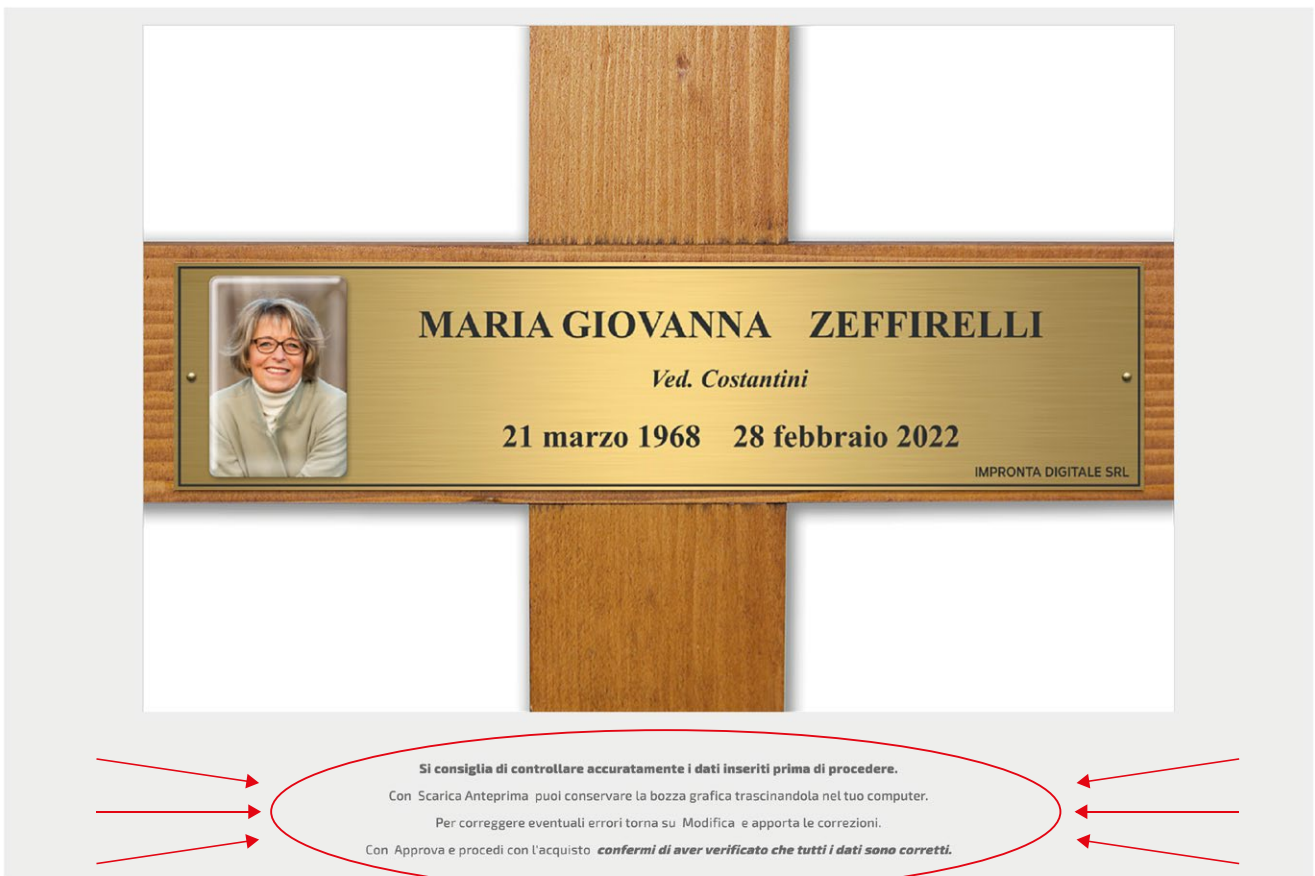 MARIA GIOVANNA ZEFFIRELLI
Ved. Costantini
21 marzo 1968 28 febbraio 2022
IMPRONTA DIGITALE SRL
Si consiglia di controllare accuratamente i dati inseriti prima di procedere.
Con Scarica Anteprima puoi conservare la bozza grafica trascinandola nel tuo computer.
Per correggere eventuali errori torna su Modifica e apporta le correzioni.
Con Approva e procedi con l'acquisto confermi di aver verificato che tutti i dati sono corretti.